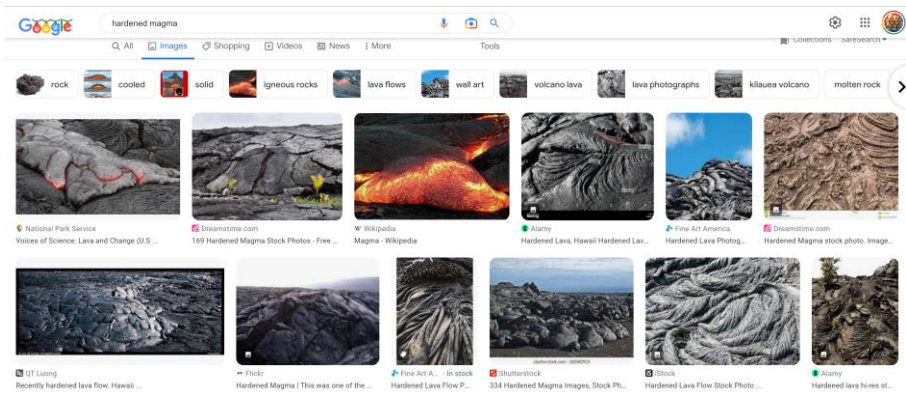 Google
hardened magma
All Images Shopping Videos News More Tools
Collections SafeSearch
rock cooled solid igneous rocks lava flows wall art volcano lava lava photographs kilauea volcano molten rock
National Park Service
Voices of Science: Lava and Change (U.S ...
Dreamstime.com
169 Hardened Magma Stock Photos - Free ...
Wikipedia
Magma - Wikipedia
Alamy
Hardened Lava, Hawaii Hardened Lav...
Fine Art America
Hardened Lava Photog...
Dreamstime.com
Hardened Magma stock photo. Image...
QT Luong
Recently hardened lava flow. Hawaii ...
Flickr
Hardened Magma | This was one of the ...
Fine Art A... · In stock
Hardened Lava Flow P...
Shutterstock
334 Hardened Magma Images, Stock Ph...
iStock
Hardened Lava Flow Stock Photo ...
Alamy
Hardened lava hi-res st...